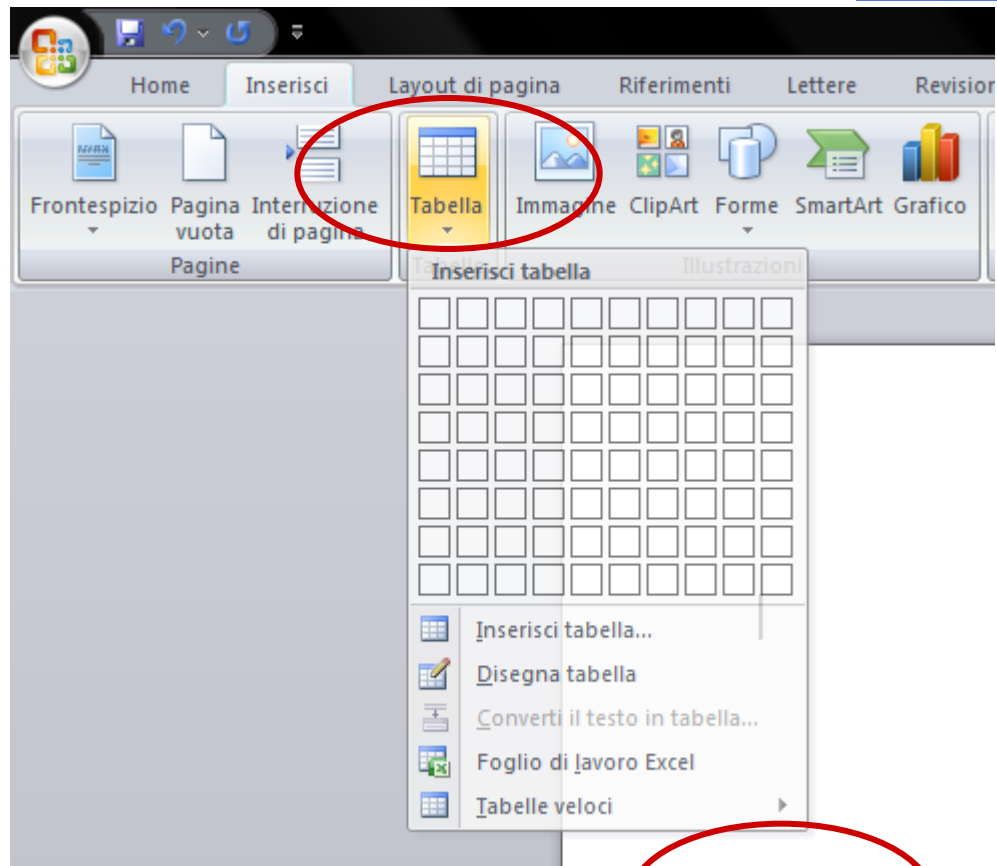 Home Inserisci Layout di pagina Riferimenti Lettere Revision
Frontespizio Pagina vuota Interruzione di pagina Tabella Immagine ClipArt Forme SmartArt Grafico
Pagine Tabelle Illustrazioni
Inserisci tabella
Inserisci tabella...
Disegna tabella
Converti il testo in tabella...
Foglio di lavoro Excel
Tabelle veloci